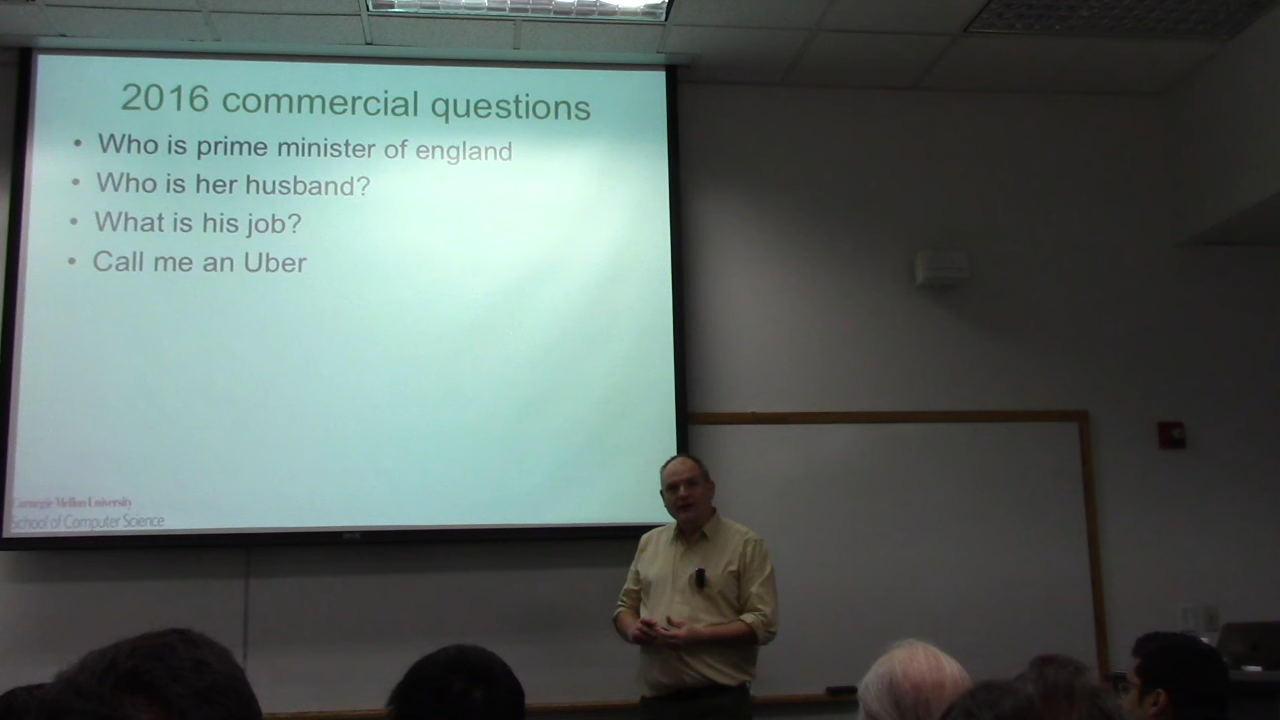 2016 commercial questions
• Who is prime minister of england
• Who is her husband?
• What is his job?
• Call me an Uber
Carnegie Mellon University
School of Computer Science